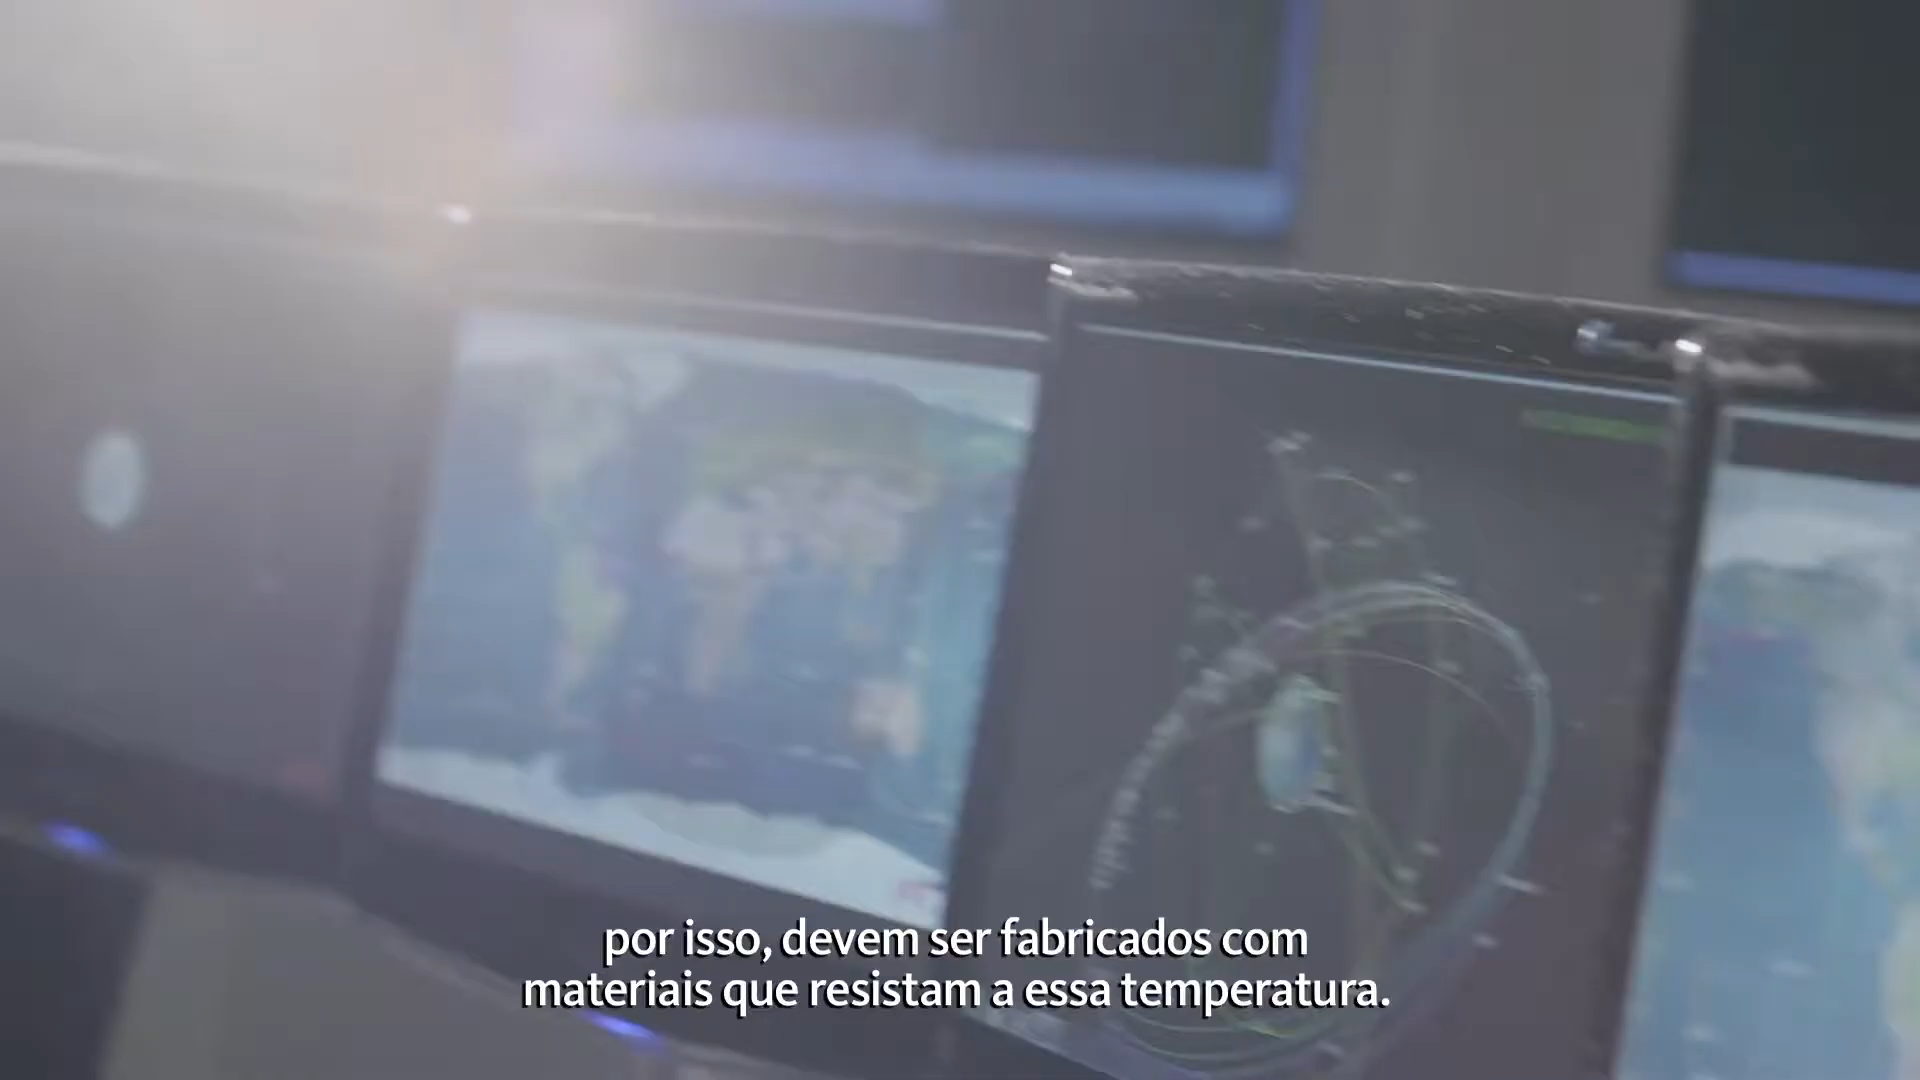 por isso, devem ser fabricados com
materiais que resistam a essa temperatura.